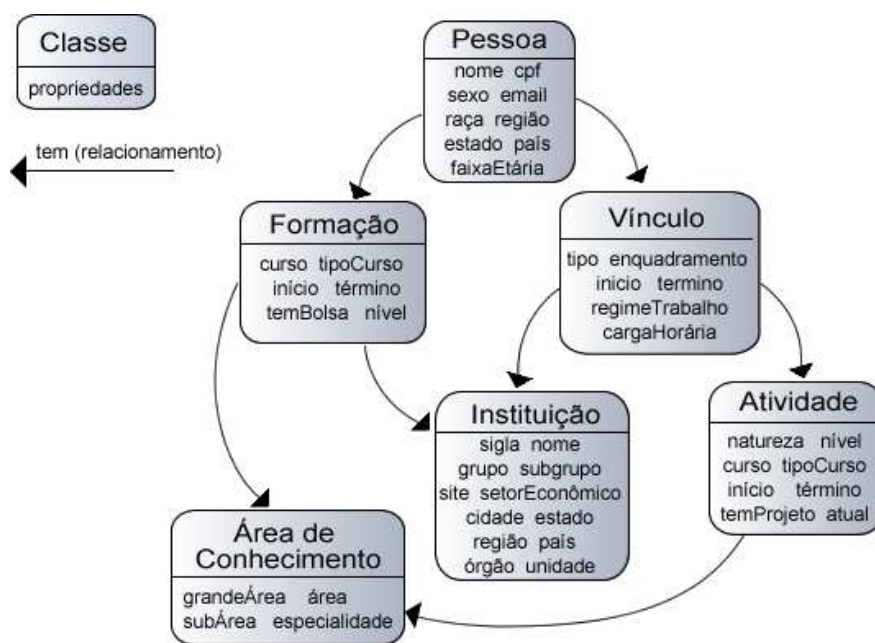 Classe
propriedades
tem (relacionamento)
Pessoa
nome cpf
sexo email
raça região
estado país
faixaEtária
Formação
curso tipoCurso
início término
temBolsa nível
Vínculo
tipo enquadramento
inicio termino
regimeTrabalho
cargaHorária
Instituição
sigla nome
grupo subgrupo
site setorEconômico
cidade estado
região país
órgão unidade
Atividade
natureza nível
curso tipoCurso
início término
temProjeto atual
Área de
Conhecimento
grandeÁrea área
subÁrea especialidade